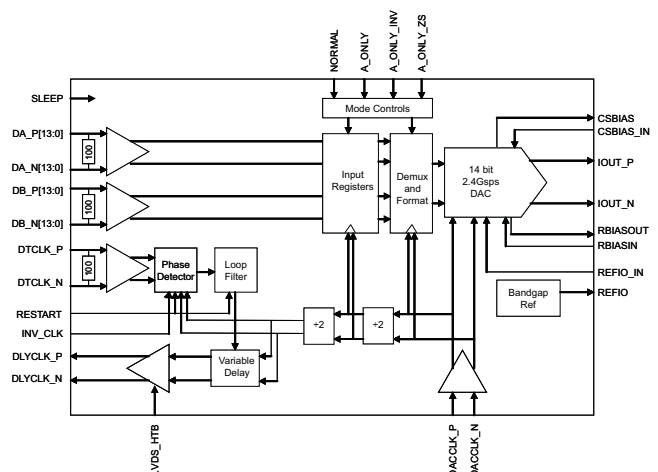 NORMAL
A_ONLY
A_ONLY_INV
A_ONLY_ZS
SLEEP
Mode Controls
DA_P[13:0]
100
DA_N[13:0]
DB_P[13:0]
100
DB_N[13:0]
Input
Registers
Demux
and
Format
14 bit
2.4Gsps
DAC
CSBIAS
CSBIAS_IN
IOUT_P
IOUT_N
RBIASOUT
RBIASIN
REFIO_IN
REFIO
DTCLK_P
100
DTCLK_N
Phase
Detector
Loop
Filter
Bandgap
Ref
RESTART
INV_CLK
÷2
÷2
DLYCLK_P
DLYCLK_N
Variable
Delay
LVDS_HTB
DACCLK_P
DACCLK_N